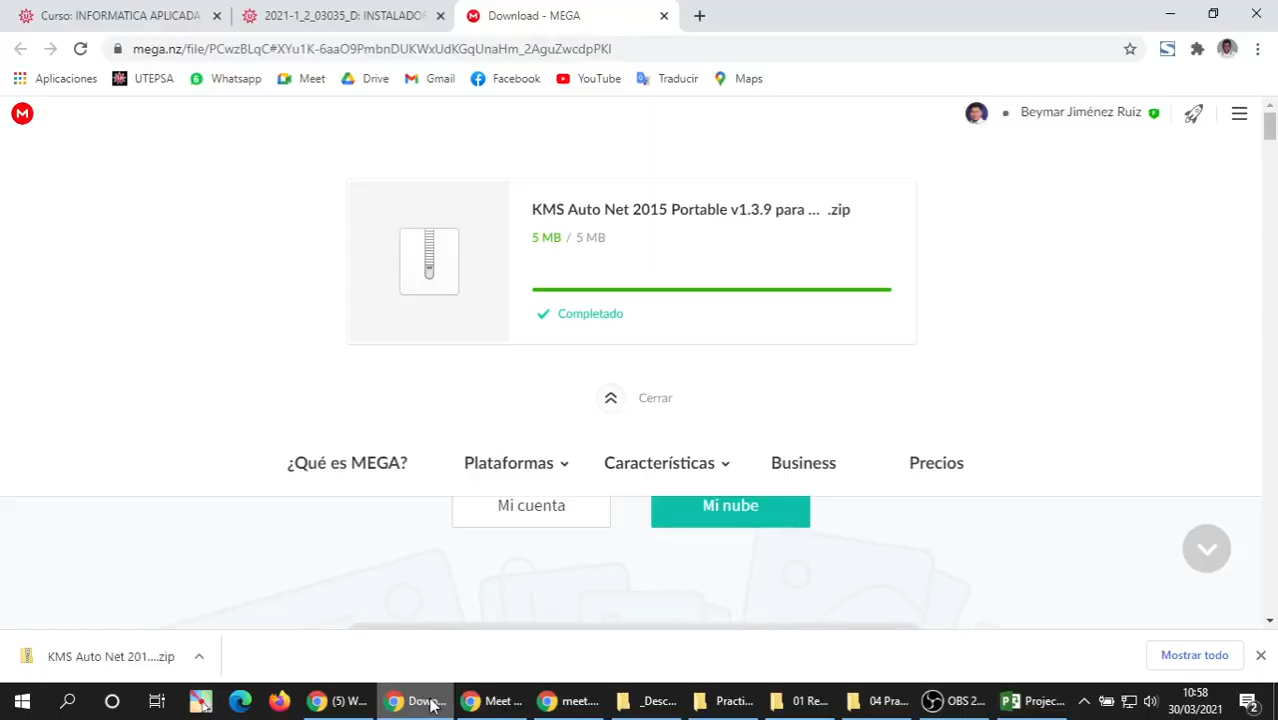 Curso: INFORMATICA APLICADA
2021-1_2_03035_D: INSTALADOR
Download - MEGA
mega.nz/file/PCwzBLqC#XYu1K-6aaO9PmbnDUKWxUdKGqUnaHm_2AguZwcdpPKI
Aplicaciones UTEPSA Whatsapp Meet Drive Gmail Facebook YouTube Traducir Maps
Beymar Jiménez Ruiz
KMS Auto Net 2015 Portable v1.3.9 para ... .zip
5 MB / 5 MB
Completado
Cerrar
¿Qué es MEGA? Plataformas Características Business Precios
Mi cuenta Mi nube
KMS Auto Net 201....zip
Mostrar todo
(5) W... Dow... Meet ... meet.... _Desc... Practi... 01 Re... 04 Pra... OBS 2... Projec...
10:58
30/03/2021
2